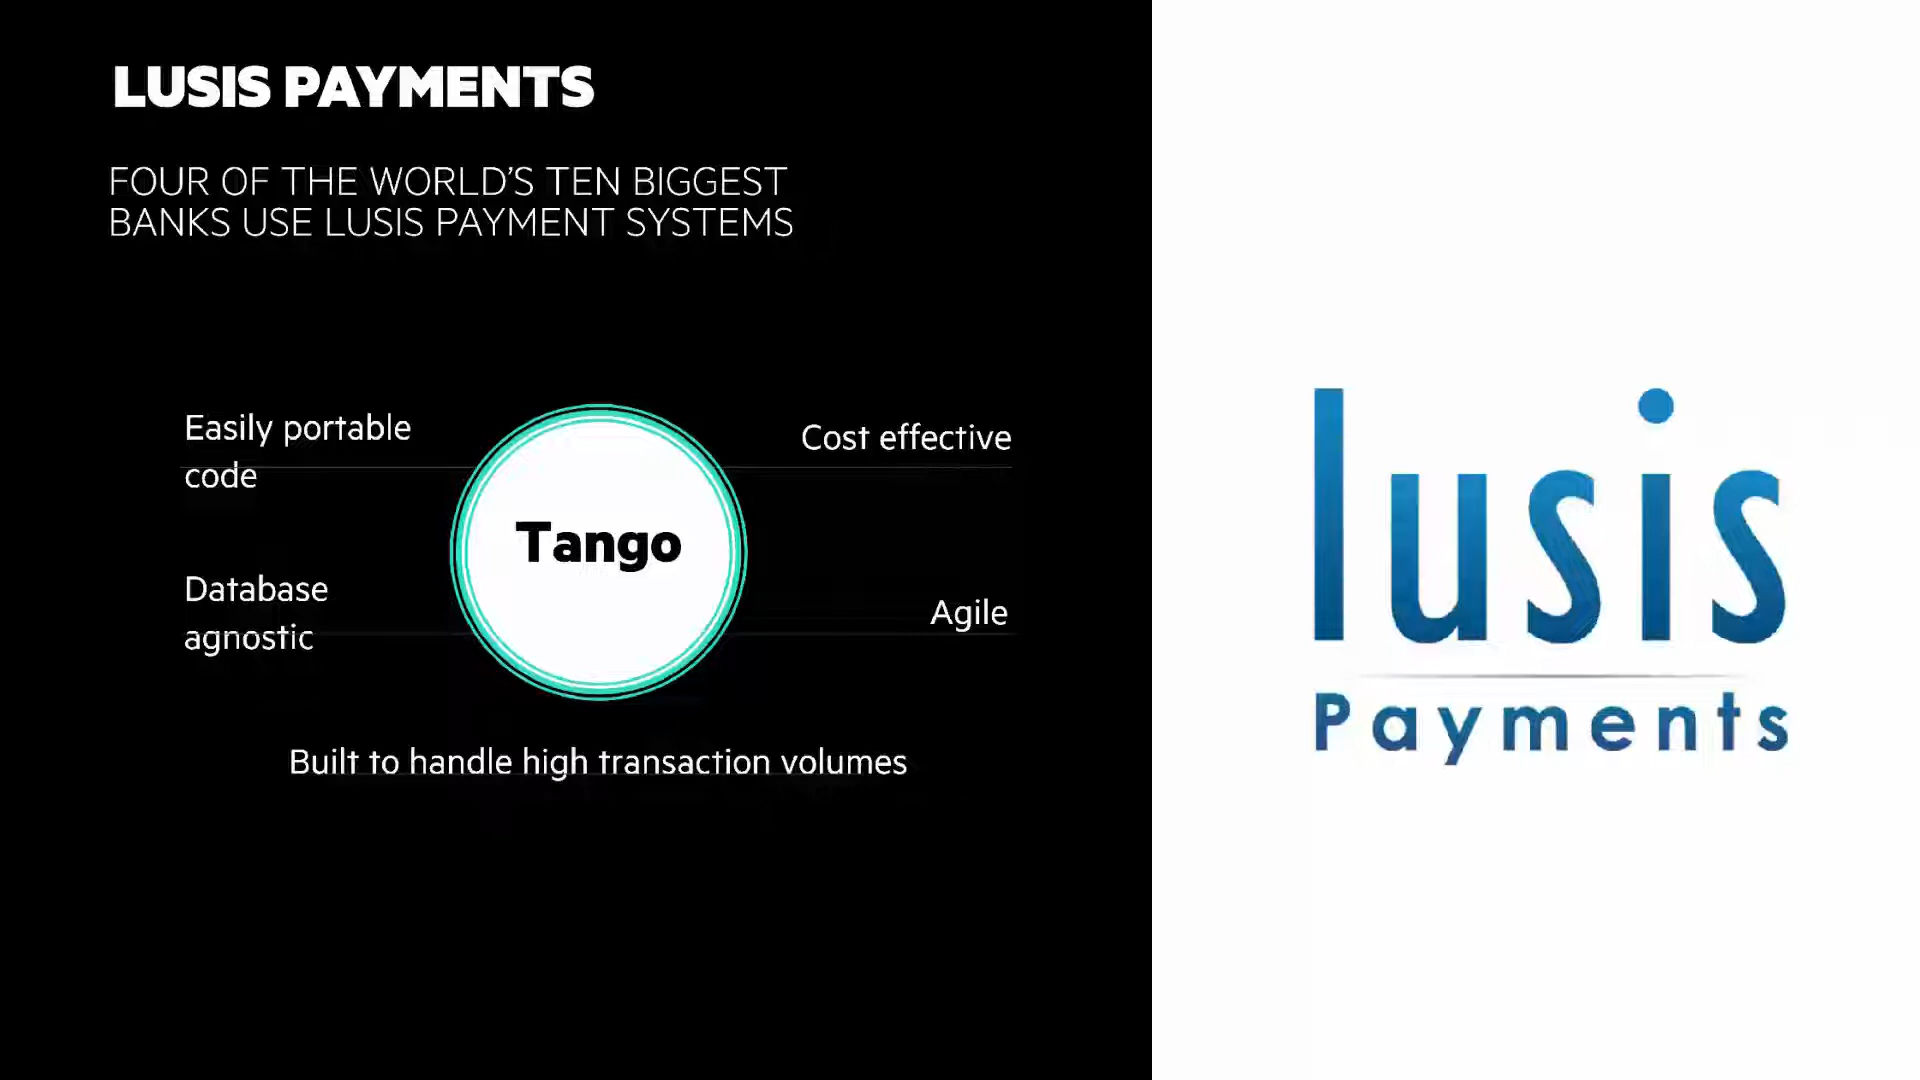 LUSIS PAYMENTS
FOUR OF THE WORLD’S TEN BIGGEST
BANKS USE LUSIS PAYMENT SYSTEMS
Easily portable
code
Cost effective
Tango
Database
agnostic
Agile
Built to handle high transaction volumes
lusis
Payments